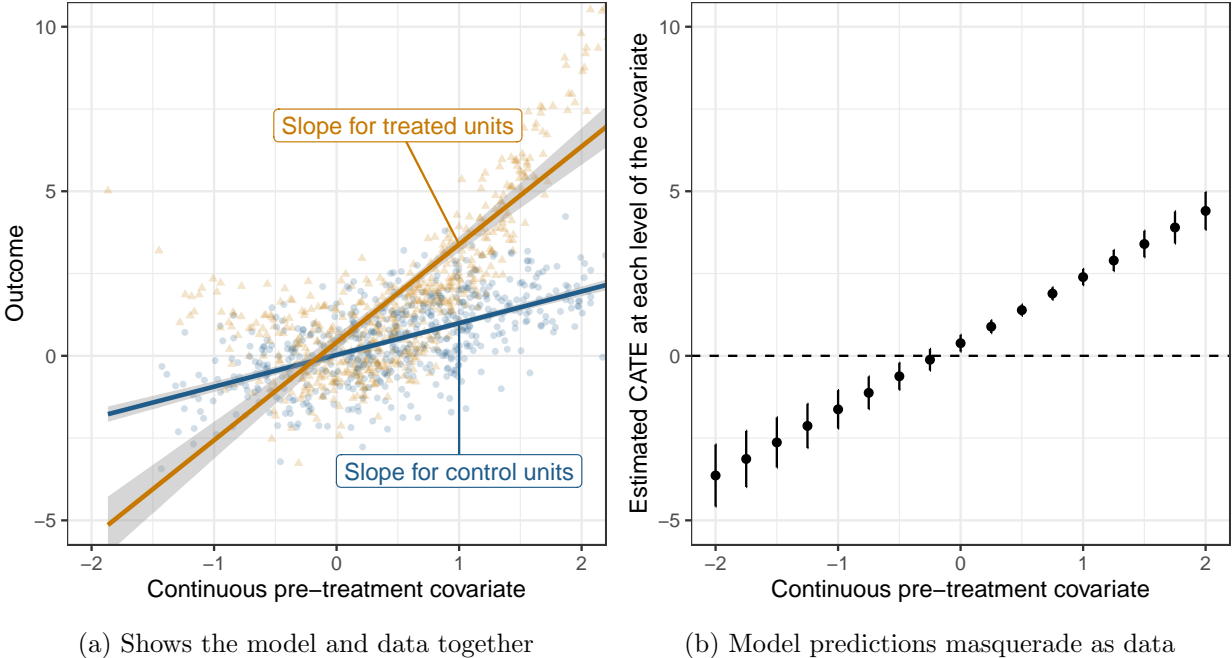 Outcome
10
5
0
−5
Slope for treated units
Slope for control units
−2 −1 0 1 2
Continuous pre−treatment covariate
(a) Shows the model and data together
Estimated CATE at each level of the covariate
10
5
0
−5
−2 −1 0 1 2
Continuous pre−treatment covariate
(b) Model predictions masquerade as data